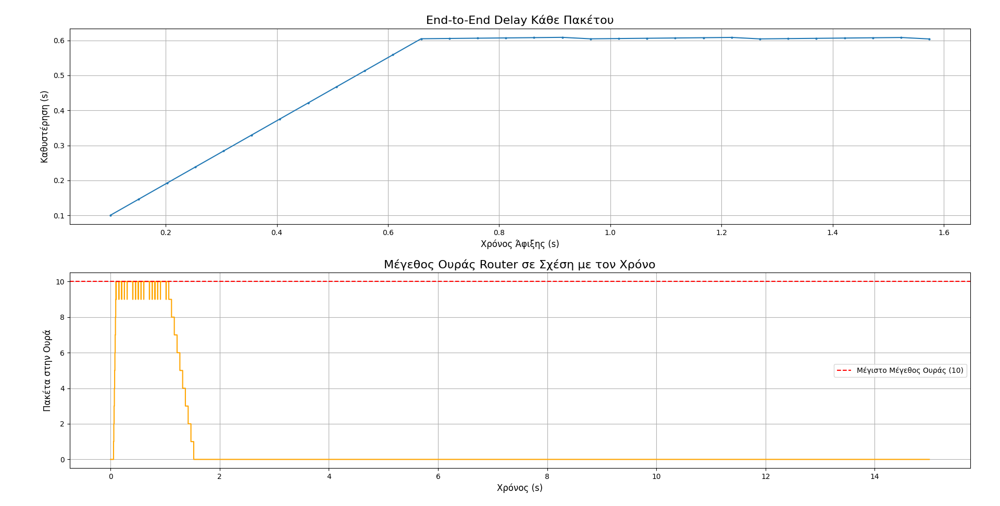 End-to-End Delay Κάθε Πακέτου
Καθυστέρηση (s)
0.6
0.5
0.4
0.3
0.2
0.1
0.2 0.4 0.6 0.8 1.0 1.2 1.4 1.6
Χρόνος Άφιξης (s)
Μέγεθος Ουράς Router σε Σχέση με τον Χρόνο
Πακέτα στην Ουρά
10
8
6
4
2
0
Μέγιστο Μέγεθος Ουράς (10)
0 2 4 6 8 10 12 14
Χρόνος (s)